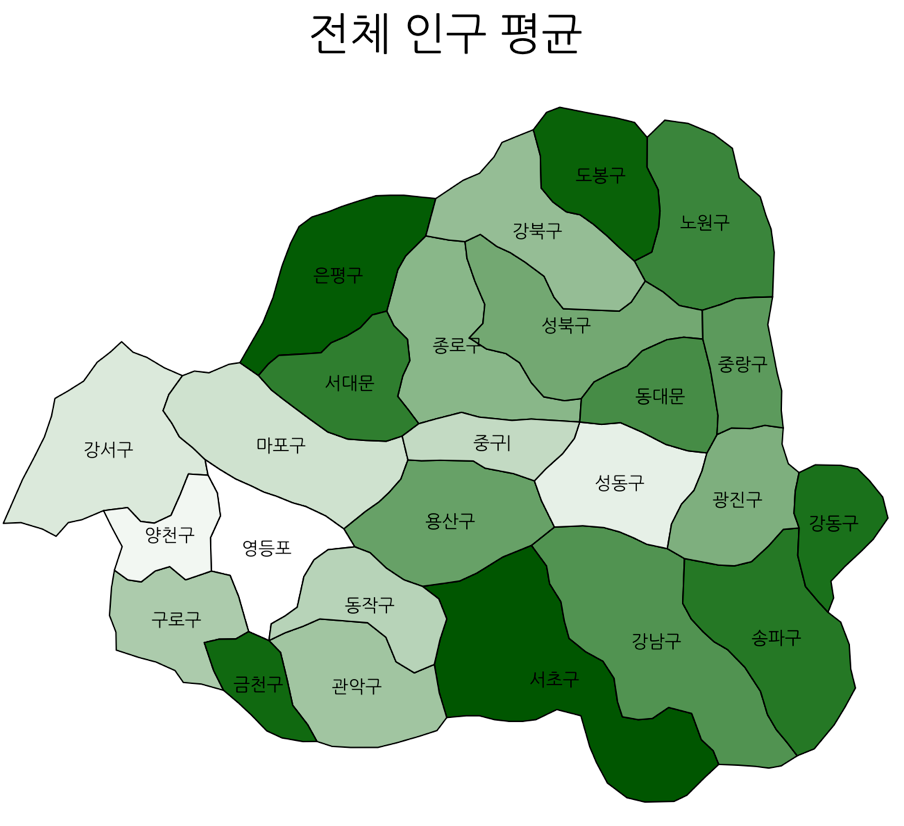 전체 인구 평균
도봉구
노원구
강북구
은평구
성북구
종로구
중랑구
서대문
동대문
마포구
중구|
강서구
성동구
광진구
용산구
강동구
양천구
영등포
동작구
구로구
강남구
송파구
서초구
금천구
관악구